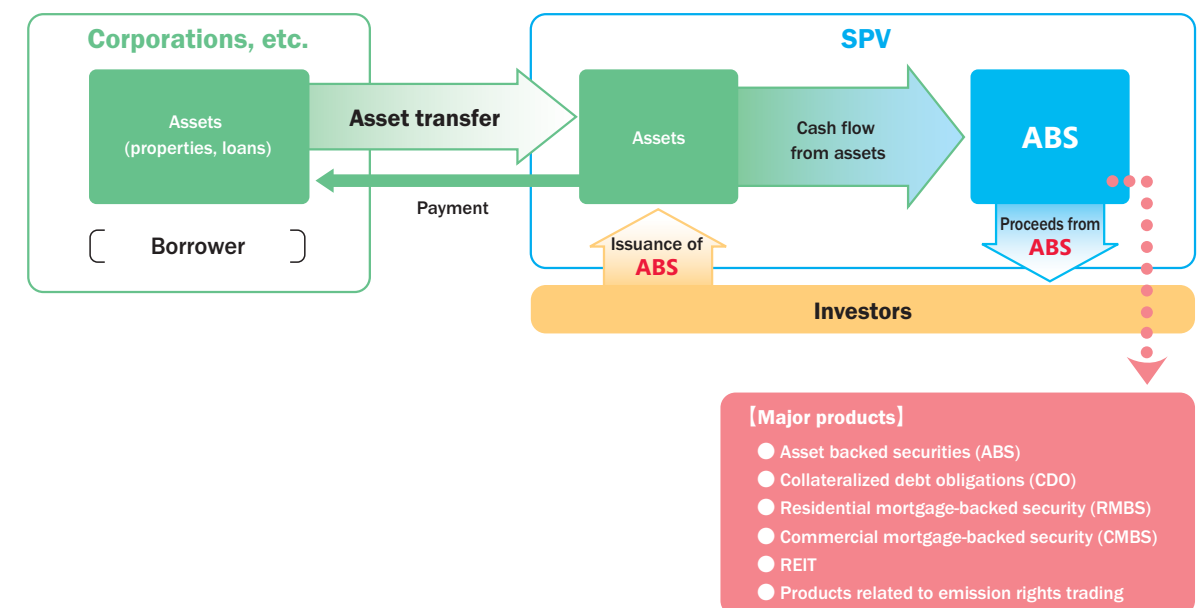 Corporations, etc.
SPV
Assets
(properties, loans)
Asset transfer
Assets
Cash flow
from assets
ABS
Payment
Borrower
Issuance of
ABS
Proceeds from
ABS
Investors
【Major products】
● Asset backed securities (ABS)
● Collateralized debt obligations (CDO)
● Residential mortgage-backed security (RMBS)
● Commercial mortgage-backed security (CMBS)
● REIT
● Products related to emission rights trading